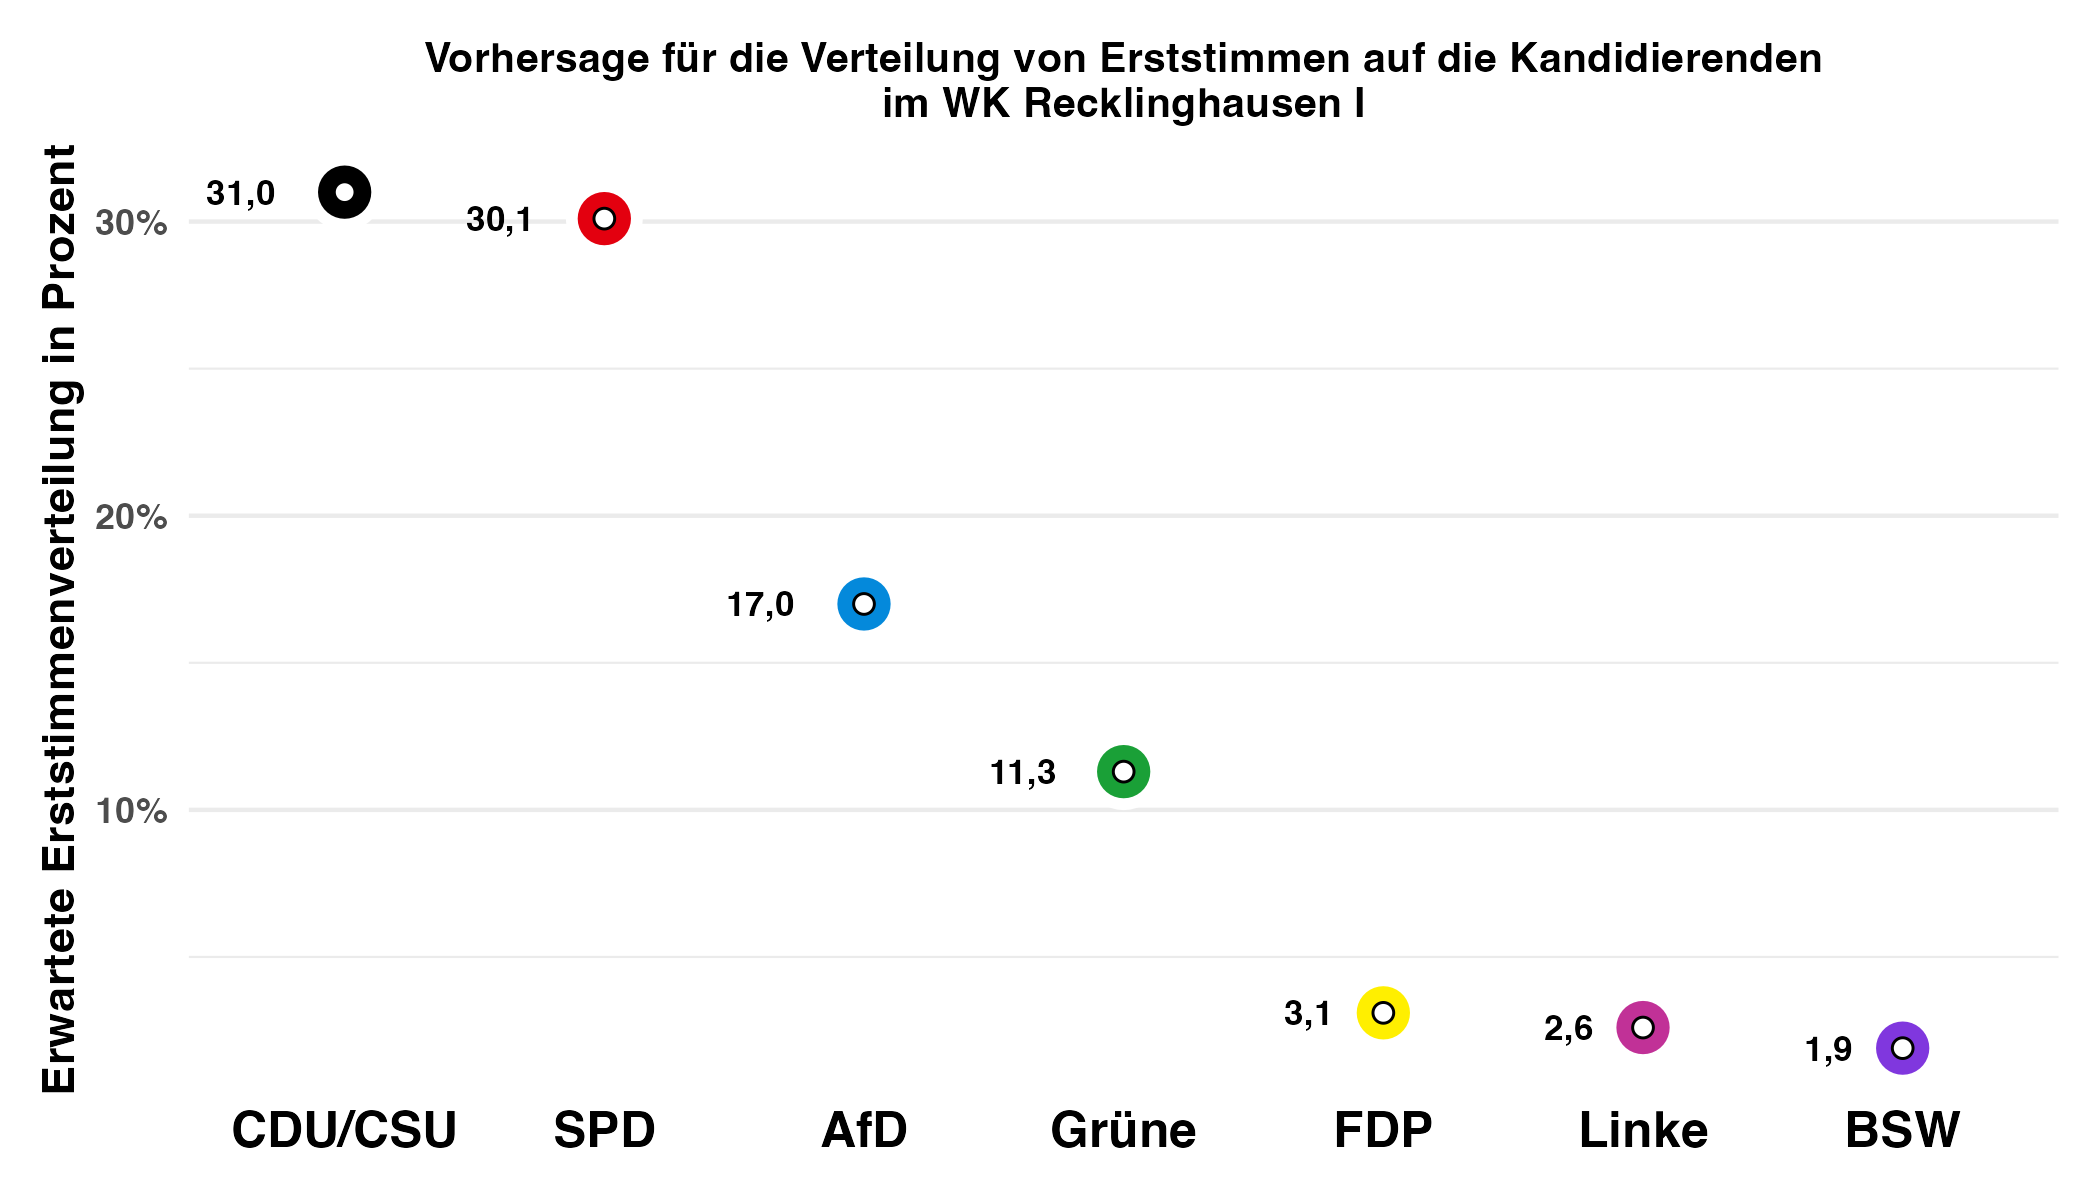 Vorhersage für die Verteilung von Erststimmen auf die Kandidierenden
im WK Recklinghausen I
Erwartete Erststimmenverteilung in Prozent
30%
20%
10%
31,0
30,1
17,0
11,3
3,1
2,6
1,9
CDU/CSU
SPD
AfD
Grüne
FDP
Linke
BSW